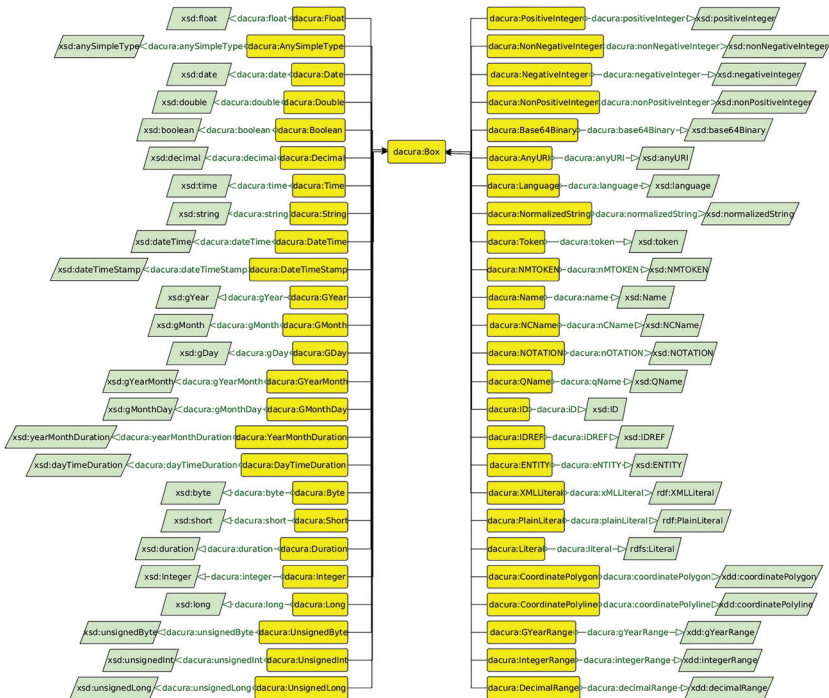 xsd:float dacura:float dacura:Float dacura:PositiveInteger dacura:positiveInteger xsd:positiveInteger
xsd:anySimpleType dacura:anySimpleType dacura:AnySimpleType dacura:NonNegativeInteger dacura:nonNegativeInteger xsd:nonNegativeInteger
xsd:date dacura:date dacura:Date dacura:NegativeInteger dacura:negativeInteger xsd:negativeInteger
xsd:double dacura:double dacura:Double dacura:NonPositiveInteger dacura:nonPositiveInteger xsd:nonPositiveInteger
xsd:boolean dacura:boolean dacura:Boolean dacura:Base64Binary dacura:base64Binary xsd:base64Binary
dacura:Box
xsd:decimal dacura:decimal dacura:Decimal dacura:AnyURI dacura:anyURI xsd:anyURI
xsd:time dacura:time dacura:Time dacura:Language dacura:language xsd:language
xsd:string dacura:string dacura:String dacura:NormalizedString dacura:normalizedString xsd:normalizedString
xsd:dateTime dacura:dateTime dacura:DateTime dacura:Token dacura:token xsd:token
xsd:dateTimeStamp dacura:dateTimeStamp dacura:DateTimeStamp dacura:NMTOKEN dacura:nMTOKEN xsd:NMTOKEN
xsd:gYear dacura:gYear dacura:GYear dacura:Name dacura:name xsd:Name
xsd:gMonth dacura:gMonth dacura:GMonth dacura:NCName dacura:nCName xsd:NCName
xsd:gDay dacura:gDay dacura:GDay dacura:NOTATION dacura:nOTATION xsd:NOTATION
xsd:gYearMonth dacura:gYearMonth dacura:GYearMonth dacura:QName dacura:qName xsd:QName
xsd:gMonthDay dacura:gMonthDay dacura:GMonthDay dacura:ID dacura:iD xsd:ID
xsd:yearMonthDuration dacura:yearMonthDuration dacura:YearMonthDuration dacura:IDREF dacura:iDREF xsd:IDREF
xsd:dayTimeDuration dacura:dayTimeDuration dacura:DayTimeDuration dacura:ENTITY dacura:eNTITY xsd:ENTITY
xsd:byte dacura:byte dacura:Byte dacura:XMLLiteral dacura:xMLLiteral rdf:XMLLiteral
xsd:short dacura:short dacura:Short dacura:PlainLiteral dacura:plainLiteral rdf:PlainLiteral
xsd:duration dacura:duration dacura:Duration dacura:Literal dacura:literal rdfs:Literal
xsd:Integer dacura:integer dacura:Integer dacura:CoordinatePolygon dacura:coordinatePolygon xdd:coordinatePolygon
xsd:long dacura:long dacura:Long dacura:CoordinatePolyline dacura:coordinatePolyline xdd:coordinatePolyline
xsd:unsignedByte dacura:unsignedByte dacura:UnsignedByte dacura:GYearRange dacura:gYearRange xdd:gYearRange
xsd:unsignedInt dacura:unsignedInt dacura:UnsignedInt dacura:IntegerRange dacura:integerRange xdd:integerRange
xsd:unsignedLong dacura:unsignedLong dacura:UnsignedLong dacura:DecimalRange dacura:decimalRange xdd:decimalRange